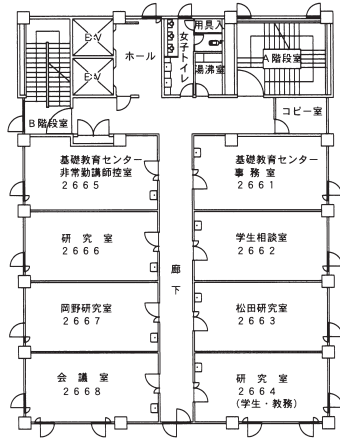 用具入
EV
ホール
女子トイレ
EV
湯沸室
A階段室
コピー室
B階段室
基礎教育センター
非常勤講師控室
2665
基礎教育センター
事務室
2661
研究室
2666
学生相談室
2662
廊下
岡野研究室
2667
松田研究室
2663
会議室
2668
研究室
2664
(学生・教務)